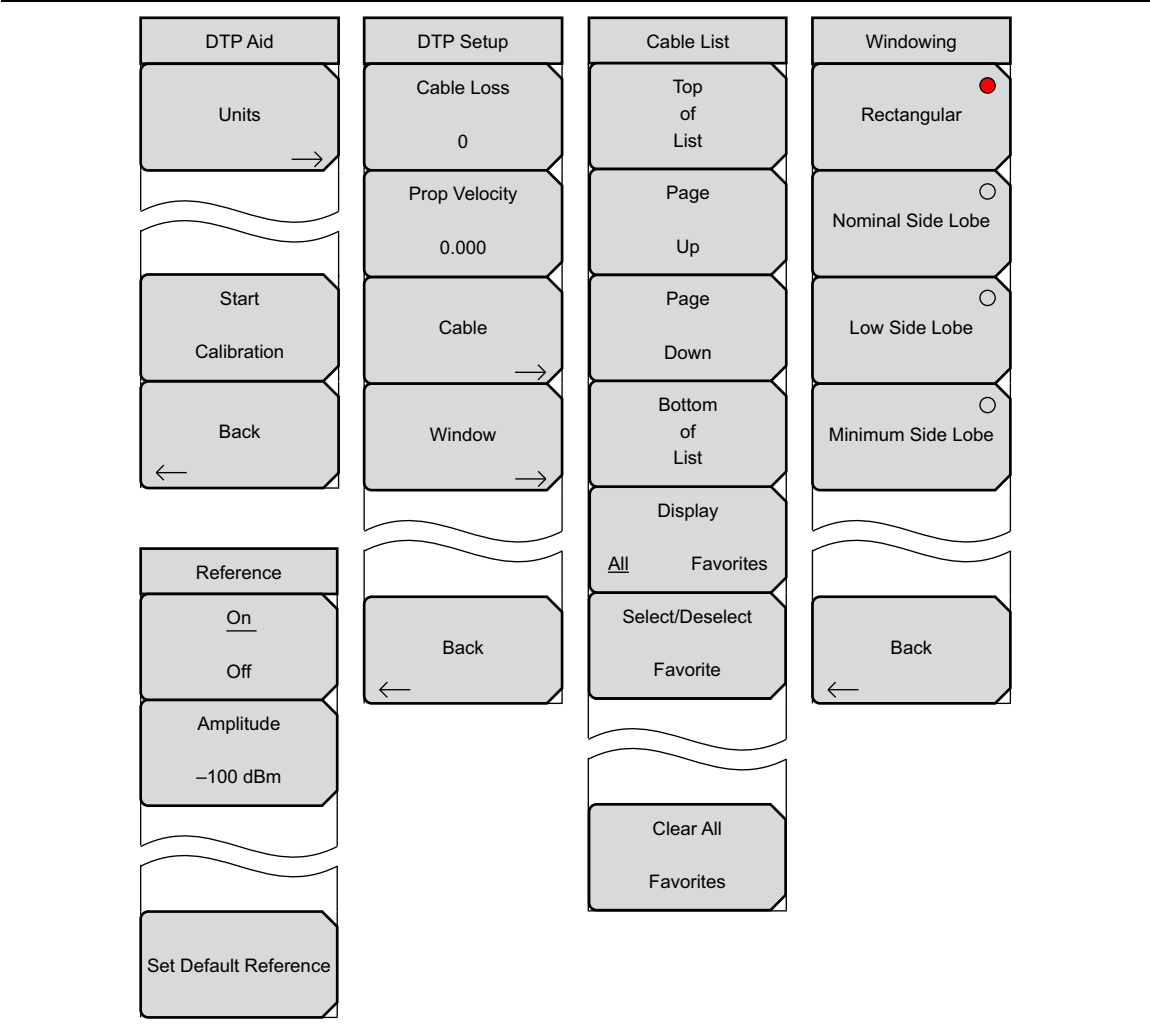 DTP Aid
Units
Start
Calibration
Back
Reference
On
Off
Amplitude
–100 dBm
Set Default Reference
DTP Setup
Cable Loss
0
Prop Velocity
0.000
Cable
Window
Back
Cable List
Top
of
List
Page
Up
Page
Down
Bottom
of
List
Display
All Favorites
Select/Deselect
Favorite
Clear All
Favorites
Windowing
Rectangular
Nominal Side Lobe
Low Side Lobe
Minimum Side Lobe
Back